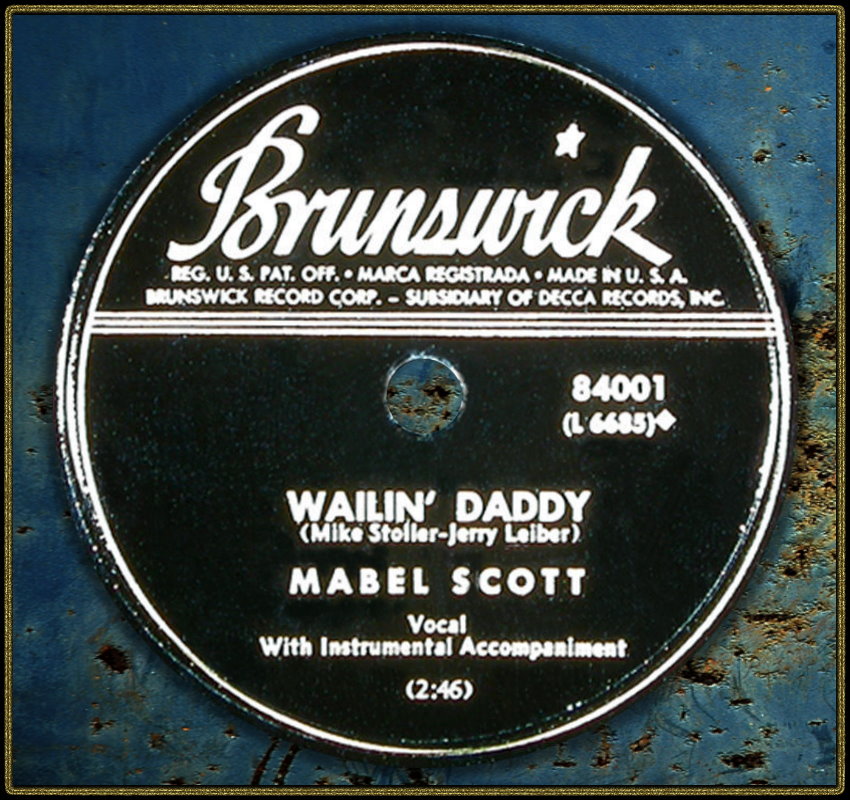 Brunswick
REG. U. S. PAT. OFF. • MARCA REGISTRADA • MADE IN U. S. A.
BRUNSWICK RECORD CORP. – SUBSIDIARY OF DECCA RECORDS, INC.
84001
(L 6685)◆
WAILIN' DADDY
(Mike Stoller-Jerry Leiber)
MABEL SCOTT
Vocal
With Instrumental Accompaniment
(2:46)